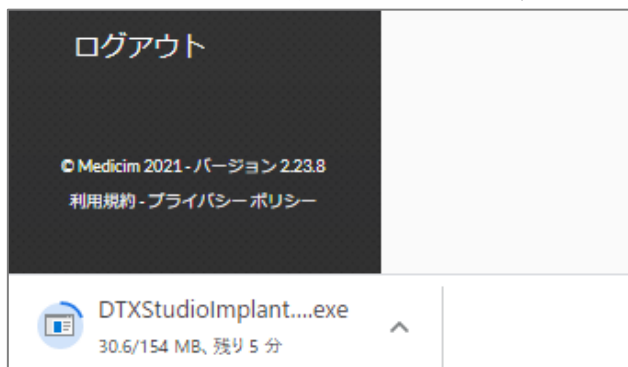 ログアウト
© Medicim 2021 - バージョン 2.23.8
利用規約 - プライバシー ポリシー
DTXStudioImplant....exe
30.6/154 MB、残り 5 分